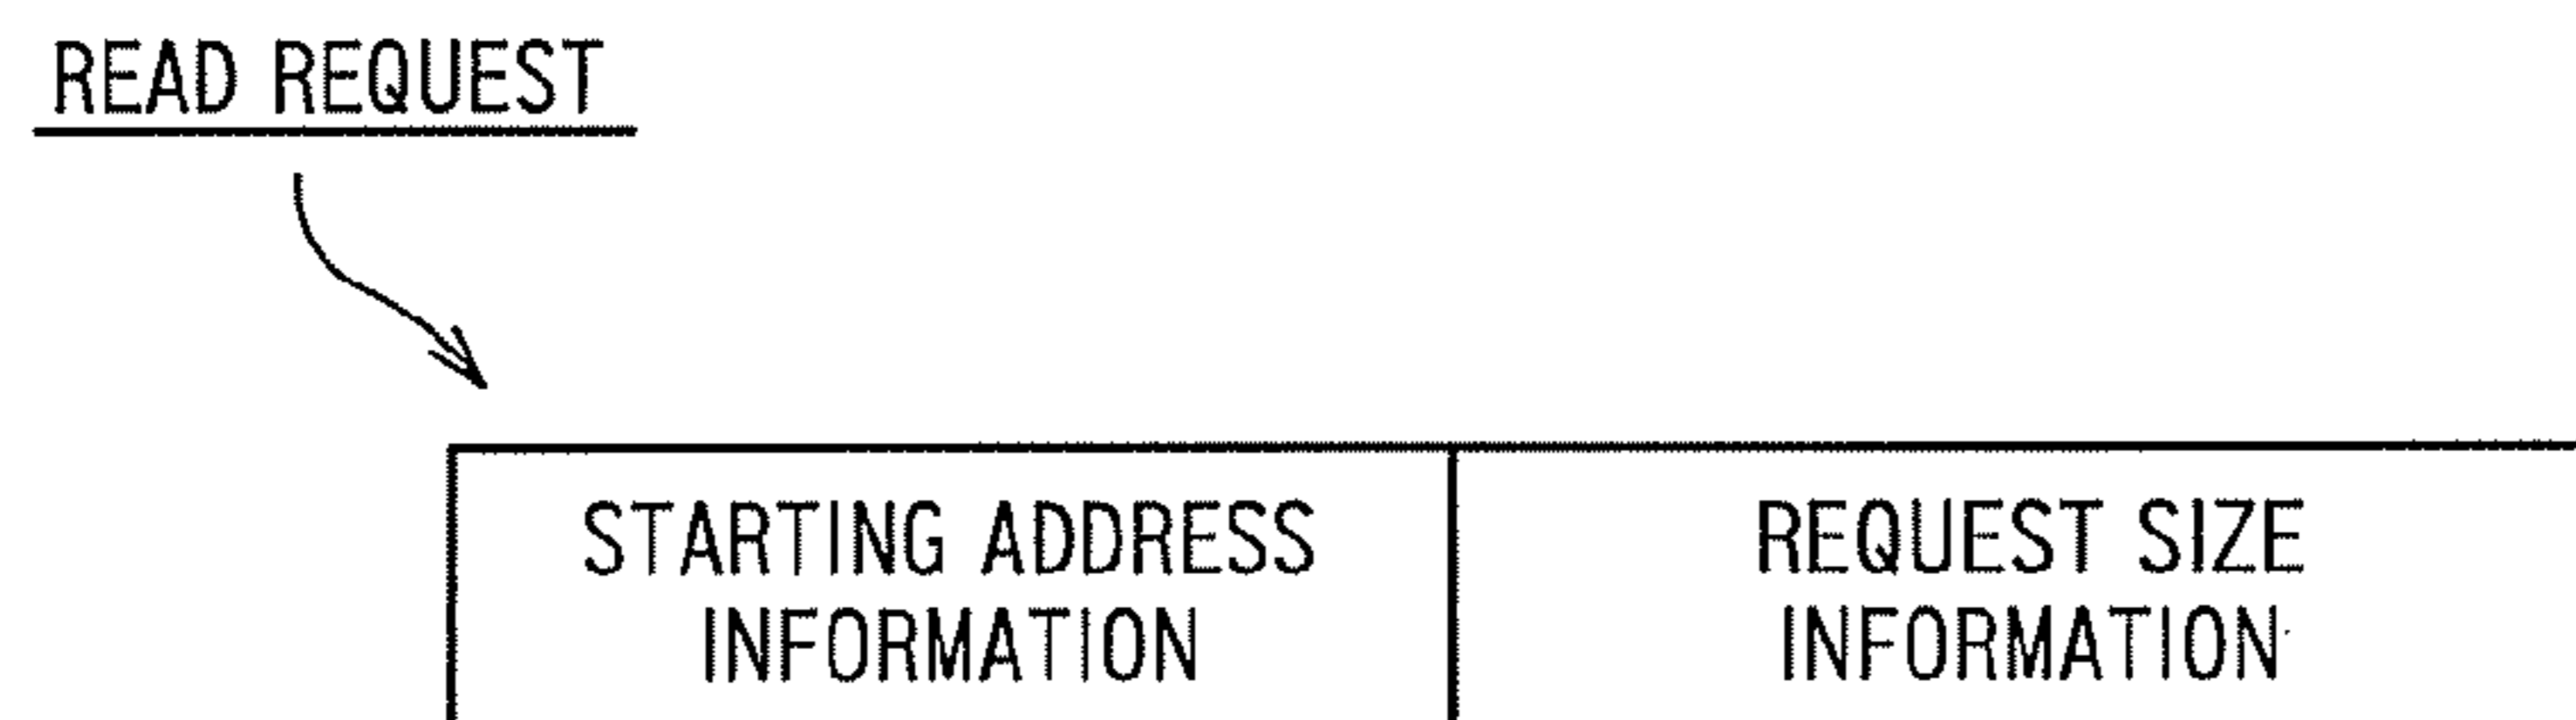 READ REQUEST
STARTING ADDRESS
INFORMATION
REQUEST SIZE
INFORMATION